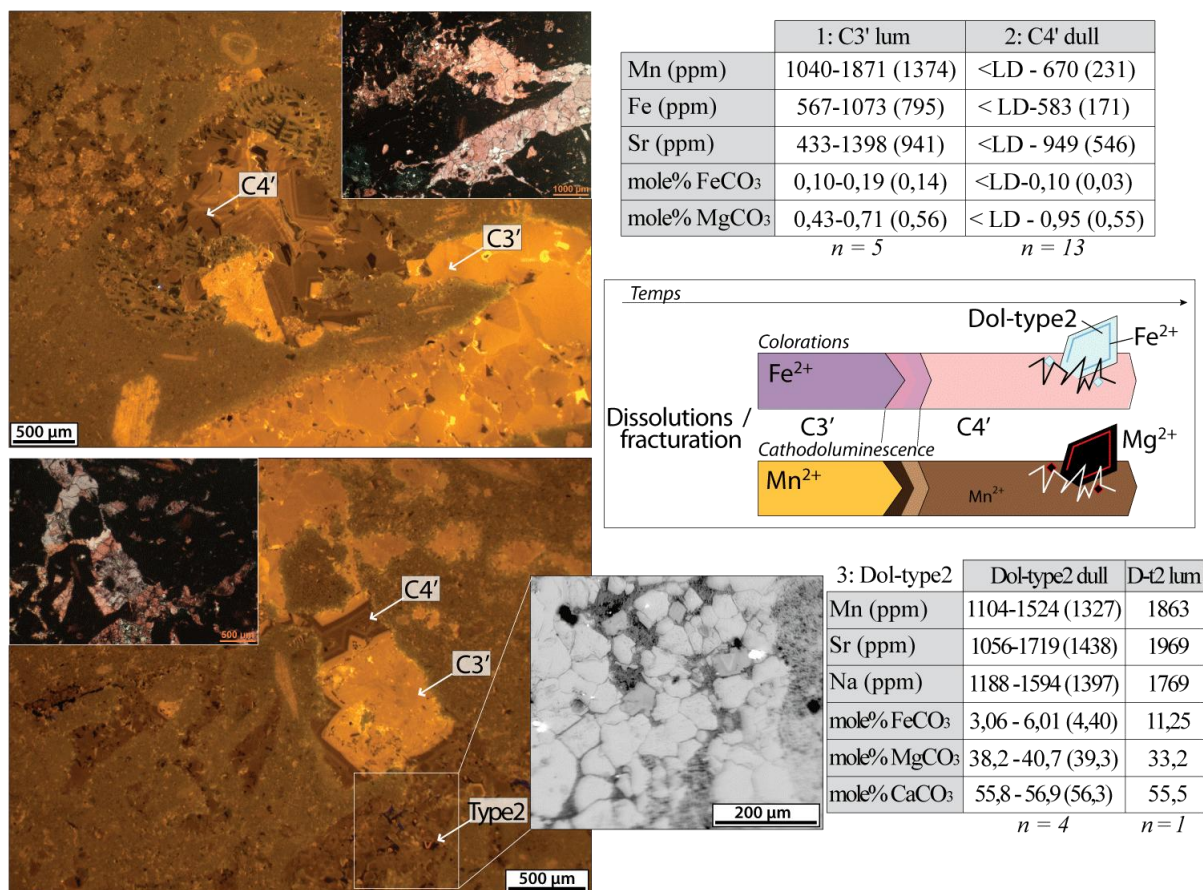 C4'
C3'
1000 µm
500 µm
C4'
C3'
Type2
500 µm
500 µm
200 µm
1: C3' lum 2: C4' dull
Mn (ppm) 1040-1871 (1374) <LD - 670 (231)
Fe (ppm) 567-1073 (795) < LD-583 (171)
Sr (ppm) 433-1398 (941) <LD - 949 (546)
mole% FeCO₃ 0,10-0,19 (0,14) <LD-0,10 (0,03)
mole% MgCO₃ 0,43-0,71 (0,56) < LD - 0,95 (0,55)
n = 5 n = 13
Temps
Dol-type2
Fe²⁺
Colorations
Fe²⁺
Dissolutions /
fracturation
C3' C4'
Cathodoluminescence
Mg²⁺
Mn²⁺ Mn²⁺
3: Dol-type2 Dol-type2 dull D-t2 lum
Mn (ppm) 1104-1524 (1327) 1863
Sr (ppm) 1056-1719 (1438) 1969
Na (ppm) 1188 -1594 (1397) 1769
mole% FeCO₃ 3,06 - 6,01 (4,40) 11,25
mole% MgCO₃ 38,2 - 40,7 (39,3) 33,2
mole% CaCO₃ 55,8 - 56,9 (56,3) 55,5
n = 4 n = 1